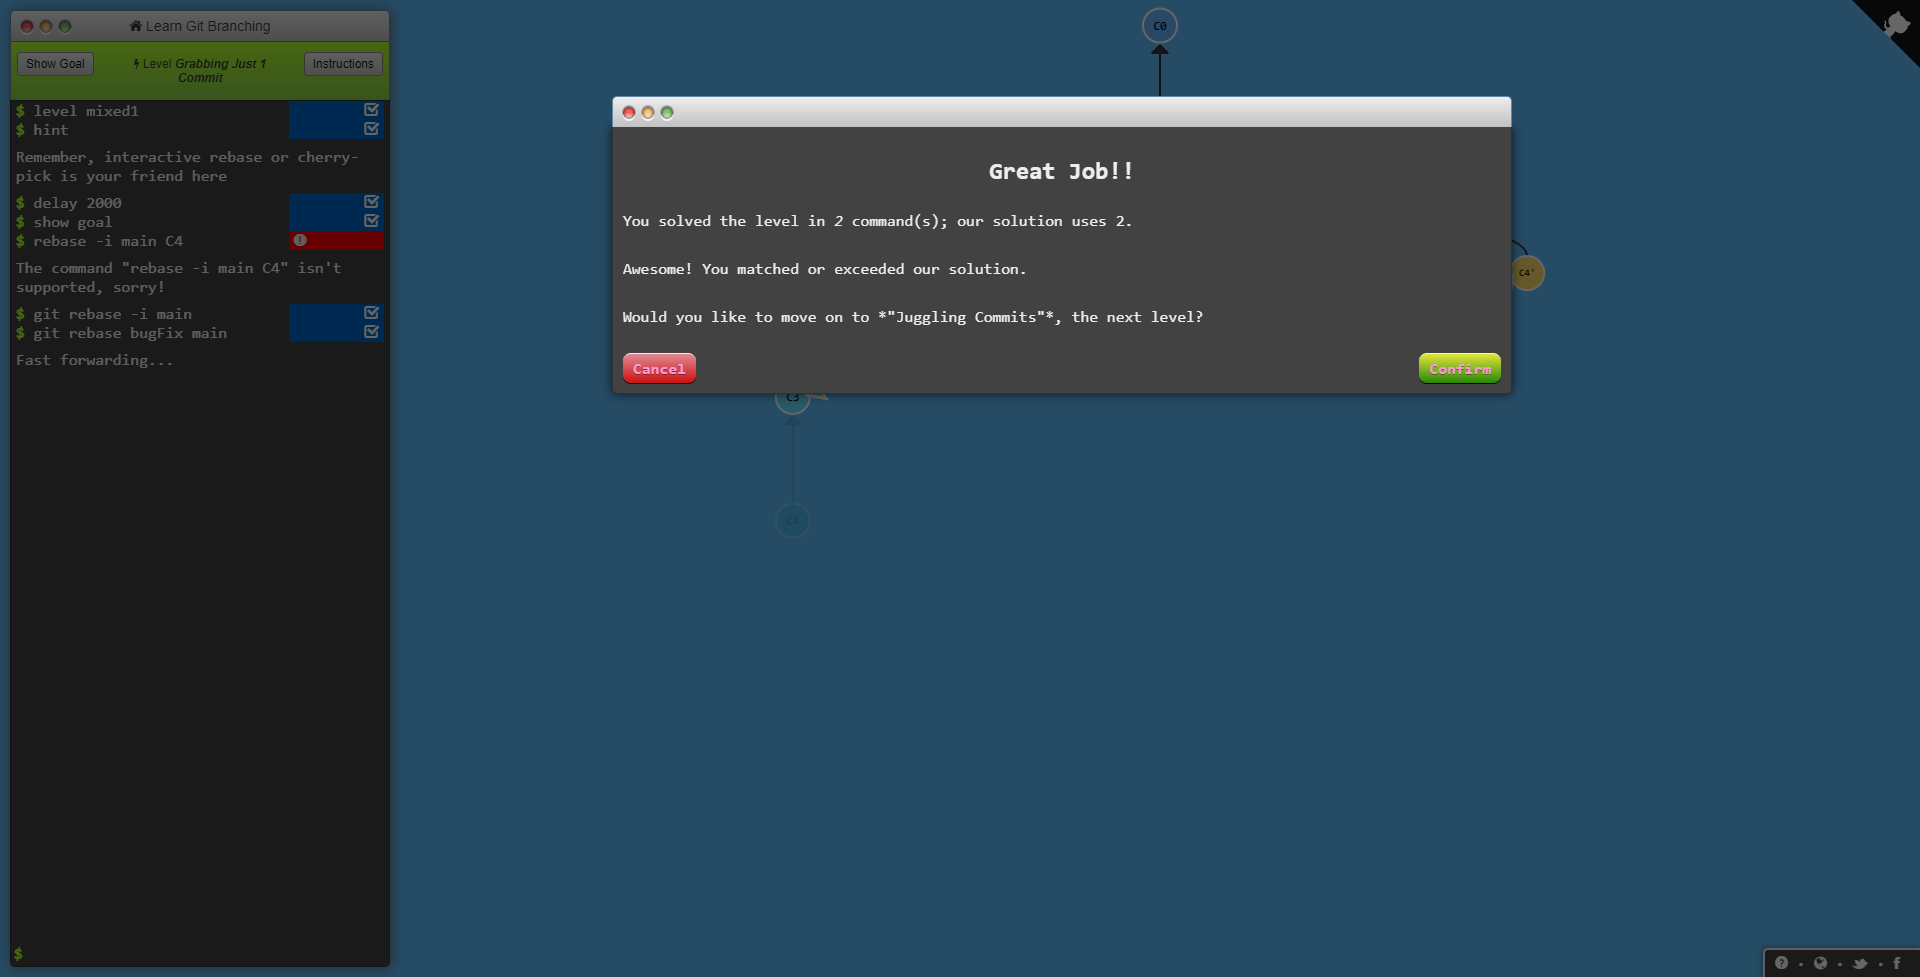 Learn Git Branching
Show Goal
Level Grabbing Just 1
Commit
Instructions
$ level mixed1
$ hint
Remember, interactive rebase or cherry-
pick is your friend here
$ delay 2000
$ show goal
$ rebase -i main C4
The command "rebase -i main C4" isn't
supported, sorry!
$ git rebase -i main
$ git rebase bugFix main
Fast forwarding...
$
C0
Great Job!!
You solved the level in 2 command(s); our solution uses 2.
Awesome! You matched or exceeded our solution.
Would you like to move on to *"Juggling Commits"*, the next level?
Cancel
Confirm
C4'
C3
C4